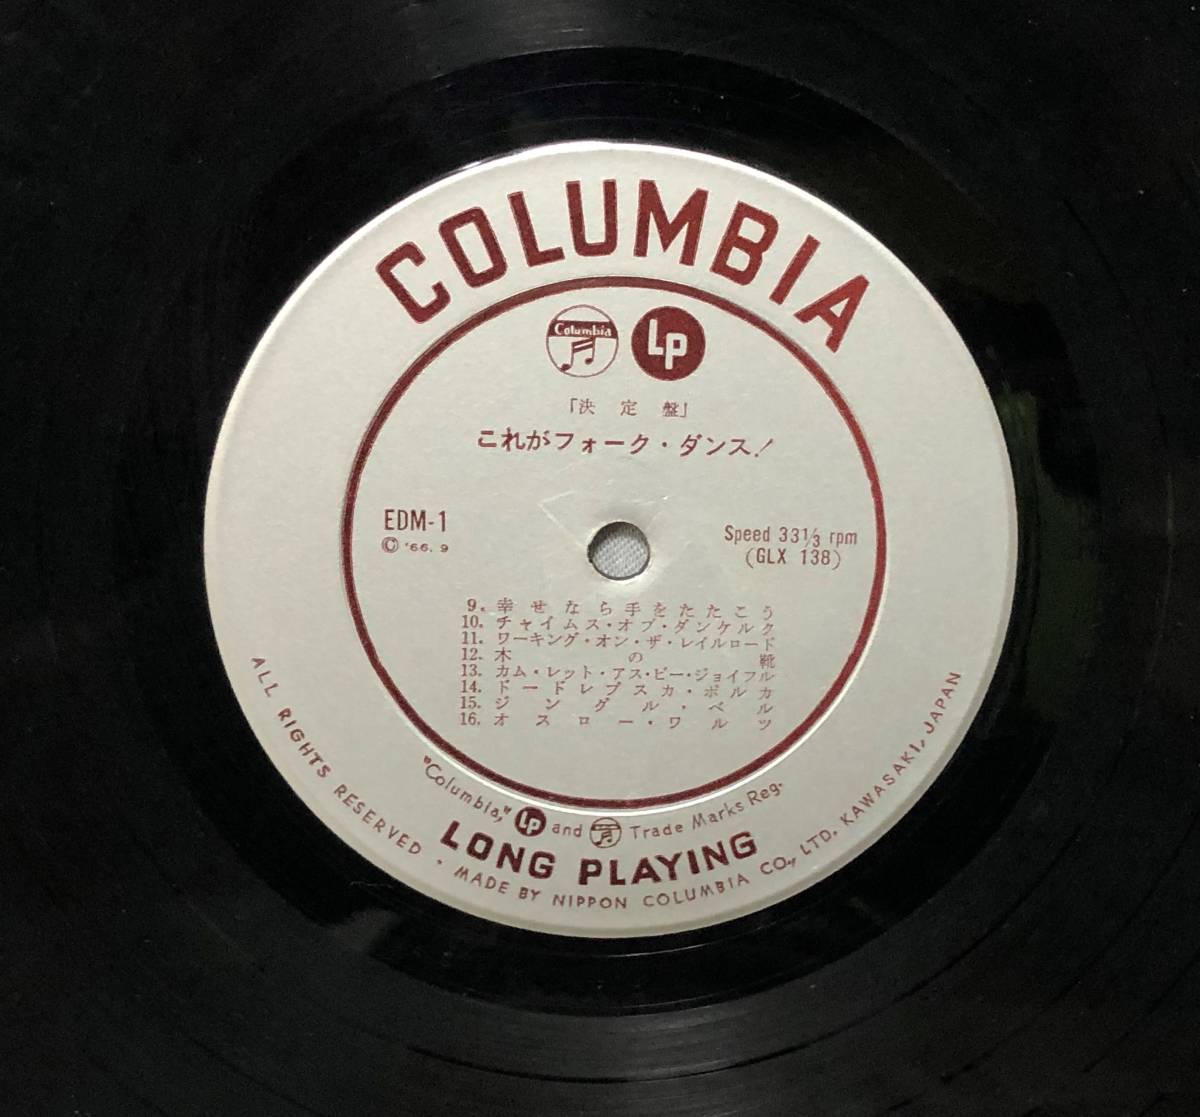 COLUMBIA
Columbia
LP
「決定盤」
これがフォーク・ダンス!
EDM-1
Ⓒ '66. 9
Speed 33 1/3 rpm
(GLX 138)
9. 幸せなら手をたたこう
10. チャイムス・オブ・ダンケルク
11. ワーキング・オン・ザ・レイルロード
12. 木の靴
13. カム・レット・アス・ビー・ジョイフル
14. ドードレブスカ・ポルカ
15. ジングル・ベル
16. オスロー・ワルツ
"Columbia," LP and Trade Marks Reg.
LONG PLAYING
ALL RIGHTS RESERVED · MADE BY NIPPON COLUMBIA CO., LTD. KAWASAKI, JAPAN